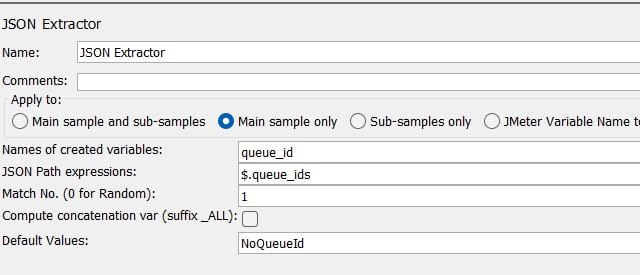 JSON Extractor
Name: JSON Extractor
Comments:
Apply to:
Main sample and sub-samples Main sample only Sub-samples only JMeter Variable Name
Names of created variables: queue_id
JSON Path expressions: $.queue_ids
Match No. (0 for Random): 1
Compute concatenation var (suffix _ALL):
Default Values: NoQueueId